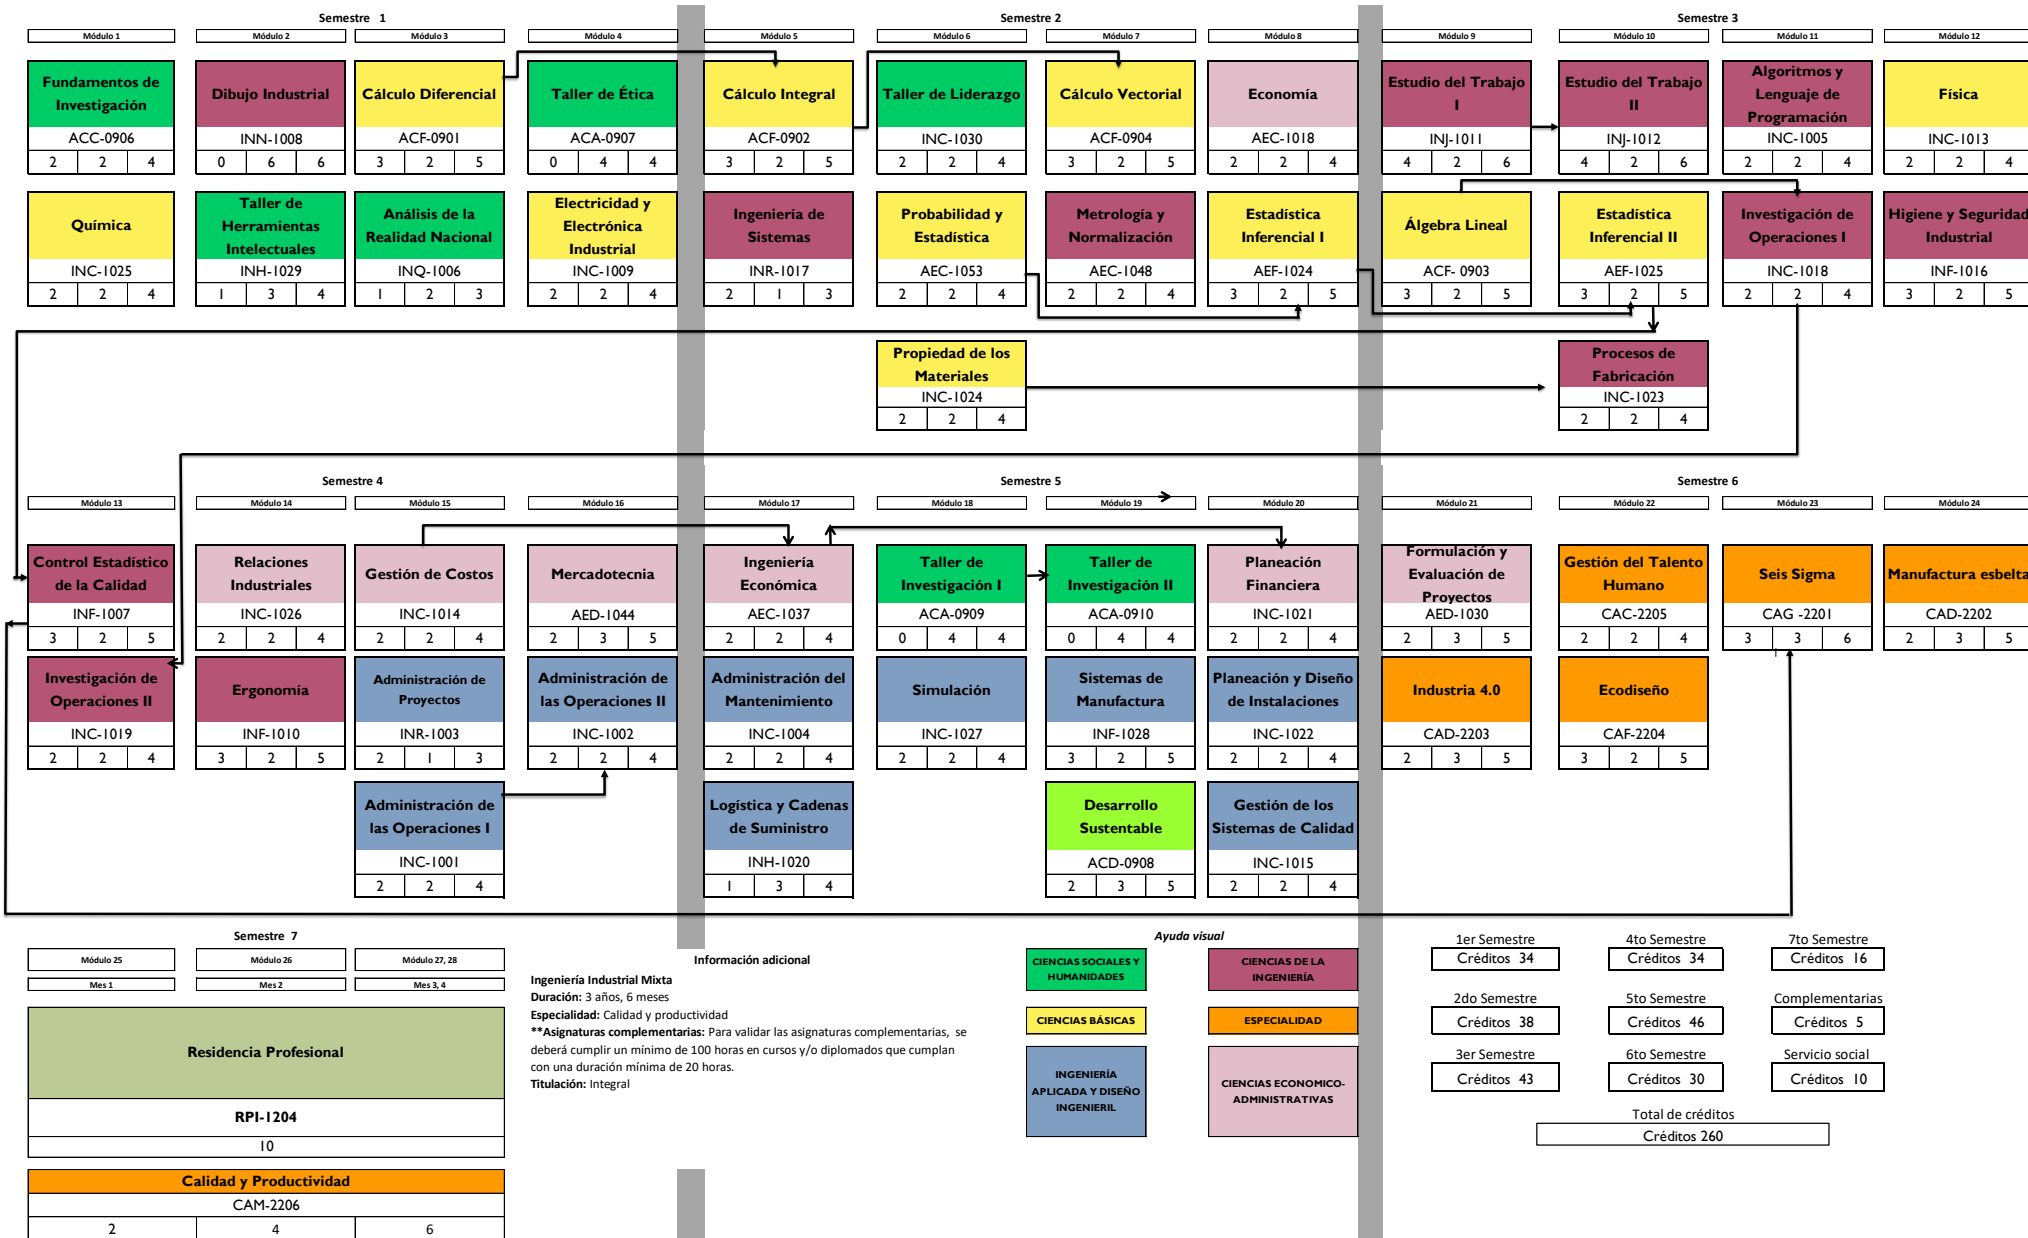 Semestre 1
Semestre 2
Semestre 3
Módulo 1
Módulo 2
Módulo 3
Módulo 4
Módulo 5
Módulo 6
Módulo 7
Módulo 8
Módulo 9
Módulo 10
Módulo 11
Módulo 12
Fundamentos de
Investigación
ACC-0906
2 2 4
Dibujo Industrial
INN-1008
0 6 6
Cálculo Diferencial
ACF-0901
3 2 5
Taller de Ética
ACA-0907
0 4 4
Cálculo Integral
ACF-0902
3 2 5
Taller de Liderazgo
INC-1030
2 2 4
Cálculo Vectorial
ACF-0904
3 2 5
Economía
AEC-1018
2 2 4
Estudio del Trabajo
I
INJ-1011
4 2 6
Estudio del Trabajo
II
INJ-1012
4 2 6
Algoritmos y
Lenguaje de
Programación
INC-1005
2 2 4
Física
INC-1013
2 2 4
Química
INC-1025
2 2 4
Taller de
Herramientas
Intelectuales
INH-1029
1 3 4
Análisis de la
Realidad Nacional
INQ-1006
1 2 3
Electricidad y
Electrónica
Industrial
INC-1009
2 2 4
Ingeniería de
Sistemas
INR-1017
2 1 3
Probabilidad y
Estadística
AEC-1053
2 2 4
Metrología y
Normalización
AEC-1048
2 2 4
Estadística
Inferencial I
AEF-1024
3 2 5
Álgebra Lineal
ACF- 0903
3 2 5
Estadística
Inferencial II
AEF-1025
3 2 5
Investigación de
Operaciones I
INC-1018
2 2 4
Higiene y Seguridad
Industrial
INF-1016
3 2 5
Propiedad de los
Materiales
INC-1024
2 2 4
Procesos de
Fabricación
INC-1023
2 2 4
Semestre 4
Semestre 5
Semestre 6
Módulo 13
Módulo 14
Módulo 15
Módulo 16
Módulo 17
Módulo 18
Módulo 19
Módulo 20
Módulo 21
Módulo 22
Módulo 23
Módulo 24
Control Estadístico
de la Calidad
INF-1007
3 2 5
Relaciones
Industriales
INC-1026
2 2 4
Gestión de Costos
INC-1014
2 2 4
Mercadotecnia
AED-1044
2 3 5
Ingeniería
Económica
AEC-1037
2 2 4
Taller de
Investigación I
ACA-0909
0 4 4
Taller de
Investigación II
ACA-0910
0 4 4
Planeación
Financiera
INC-1021
2 2 4
Formulación y
Evaluación de
Proyectos
AED-1030
2 3 5
Gestión del Talento
Humano
CAC-2205
2 2 4
Seis Sigma
CAG -2201
3 3 6
Manufactura esbelta
CAD-2202
2 3 5
Investigación de
Operaciones II
INC-1019
2 2 4
Ergonomía
INF-1010
3 2 5
Administración de
Proyectos
INR-1003
2 1 3
Administración de
las Operaciones II
INC-1002
2 2 4
Administración del
Mantenimiento
INC-1004
2 2 4
Simulación
INC-1027
2 2 4
Sistemas de
Manufactura
INF-1028
3 2 5
Planeación y Diseño
de Instalaciones
INC-1022
2 2 4
Industria 4.0
CAD-2203
2 3 5
Ecodiseño
CAF-2204
3 2 5
Administración de
las Operaciones I
INC-1001
2 2 4
Logística y Cadenas
de Suministro
INH-1020
1 3 4
Desarrollo
Sustentable
ACD-0908
2 3 5
Gestión de los
Sistemas de Calidad
INC-1015
2 2 4
Semestre 7
Módulo 25
Módulo 26
Módulo 27, 28
Mes 1
Mes 2
Mes 3, 4
Residencia Profesional
RPI-1204
10
Calidad y Productividad
CAM-2206
2 4 6
Información adicional
Ingeniería Industrial Mixta
Duración: 3 años, 6 meses
Especialidad: Calidad y productividad
**Asignaturas complementarias: Para validar las asignaturas complementarias, se
deberá cumplir un mínimo de 100 horas en cursos y/o diplomados que cumplan
con una duración mínima de 20 horas.
Titulación: Integral
Ayuda visual
CIENCIAS SOCIALES Y
HUMANIDADES
CIENCIAS DE LA
INGENIERÍA
CIENCIAS BÁSICAS
ESPECIALIDAD
INGENIERÍA
APLICADA Y DISEÑO
INGENIERIL
CIENCIAS ECONOMICO-
ADMINISTRATIVAS
1er Semestre
Créditos 34
4to Semestre
Créditos 34
7to Semestre
Créditos 16
2do Semestre
Créditos 38
5to Semestre
Créditos 46
Complementarias
Créditos 5
3er Semestre
Créditos 43
6to Semestre
Créditos 30
Servicio social
Créditos 10
Total de créditos
Créditos 260